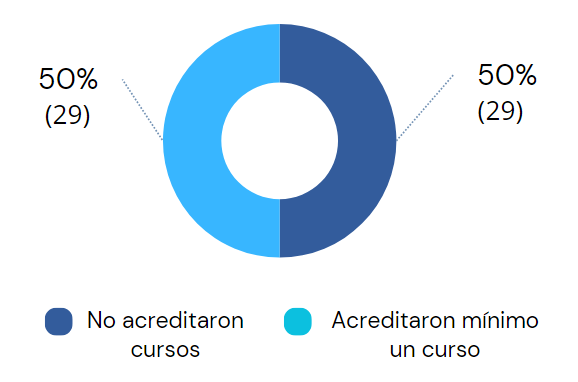 50%
(29)
50%
(29)
No acreditaron
cursos
Acreditaron mínimo
un curso